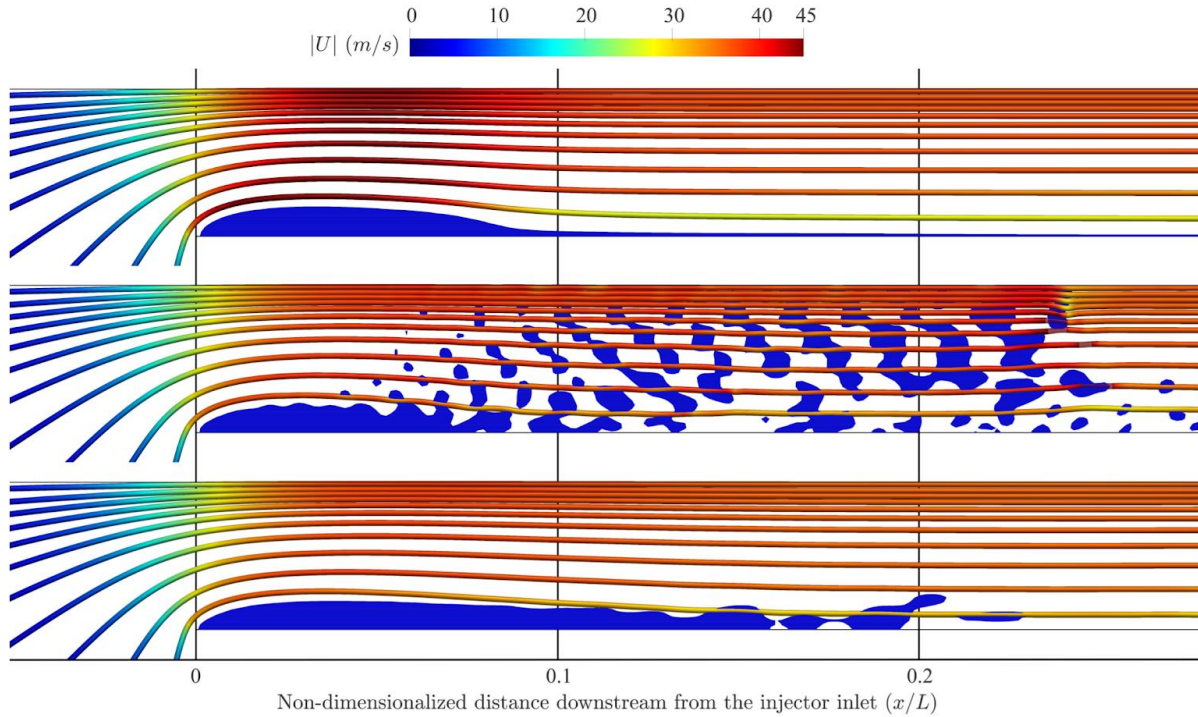 0 10 20 30 40 45
|U| (m/s)
0 0.1 0.2
Non-dimensionalized distance downstream from the injector inlet (x/L)